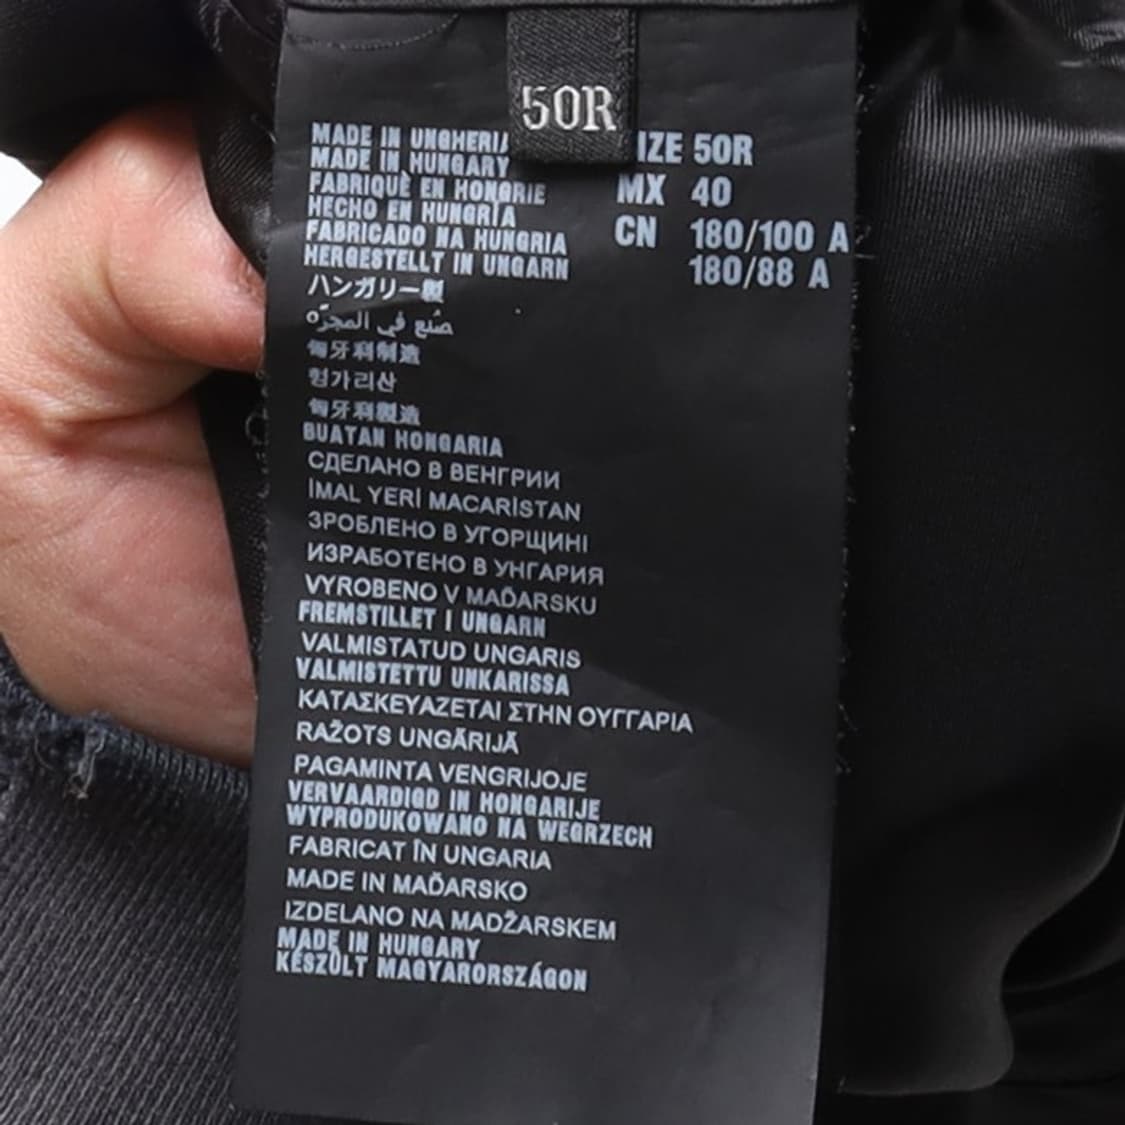 50R
MADE IN UNGHERIA
MADE IN HUNGARY
FABRIQUÈ EN HONGRIE
HECHO EN HUNGRÍA
FABRICADO NA HUNGRIA
HERGESTELLT IN UNGARN
ハンガリー製
صنع في المجر
匈牙利制造
헝가리산
匈牙利製造
BUATAN HONGARIA
СДЕЛАНО В ВЕНГРИИ
İMAL YERİ MACARİSTAN
ЗРОБЛЕНО В УГОРЩИНІ
ИЗРАБОТЕНО В УНГАРИЯ
VYROBENO V MAĎARSKU
FREMSTILLET I UNGARN
VALMISTATUD UNGARIS
VALMISTETTU UNKARISSA
ΚΑΤΑΣΚΕΥΑΖΕΤΑΙ ΣΤΗΝ ΟΥΓΓΑΡΙΑ
RAŽOTS UNGĀRIJĀ
PAGAMINTA VENGRIJOJE
VERVAARDIGD IN HONGARIJE
WYPRODUKOWANO NA WEGRZECH
FABRICAT ÎN UNGARIA
MADE IN MAĎARSKO
IZDELANO NA MADŽARSKEM
MADE IN HUNGARY
KÉSZÜLT MAGYARORSZÁGON
IZE 50R
MX 40
CN 180/100 A
180/88 A